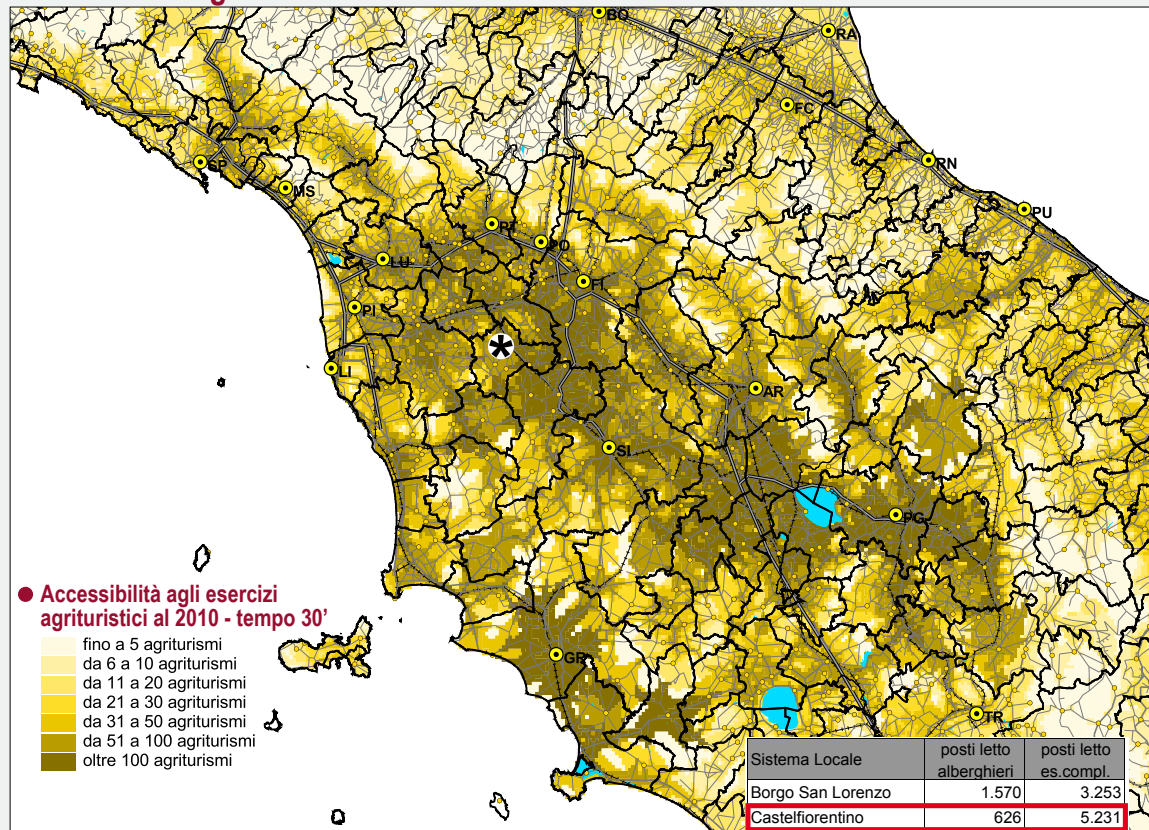 BO
RA
FC
SP
RN
MS
PU
PT
PO
LU
FI
PI
*
LI
AR
SI
PG
● Accessibilità agli esercizi
agrituristici al 2010 - tempo 30’
fino a 5 agriturismi
da 6 a 10 agriturismi
da 11 a 20 agriturismi
da 21 a 30 agriturismi
da 31 a 50 agriturismi
da 51 a 100 agriturismi
oltre 100 agriturismi
GR
TR
Sistema Locale posti letto alberghieri posti letto es.compl.
Borgo San Lorenzo 1.570 3.253
Castelfiorentino 626 5.231